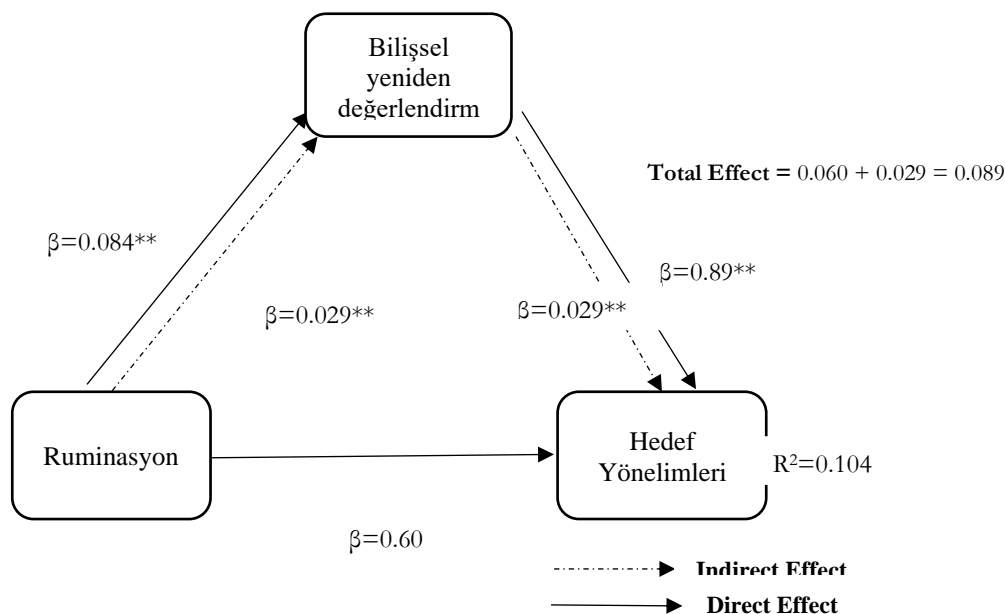 Bilişsel
yeniden
değerlendirm
Total Effect = 0.060 + 0.029 = 0.089
β=0.084**
β=0.89**
β=0.029**
β=0.029**
Ruminasyon
Hedef
Yönelimleri
R²=0.104
β=0.60
Indirect Effect
Direct Effect